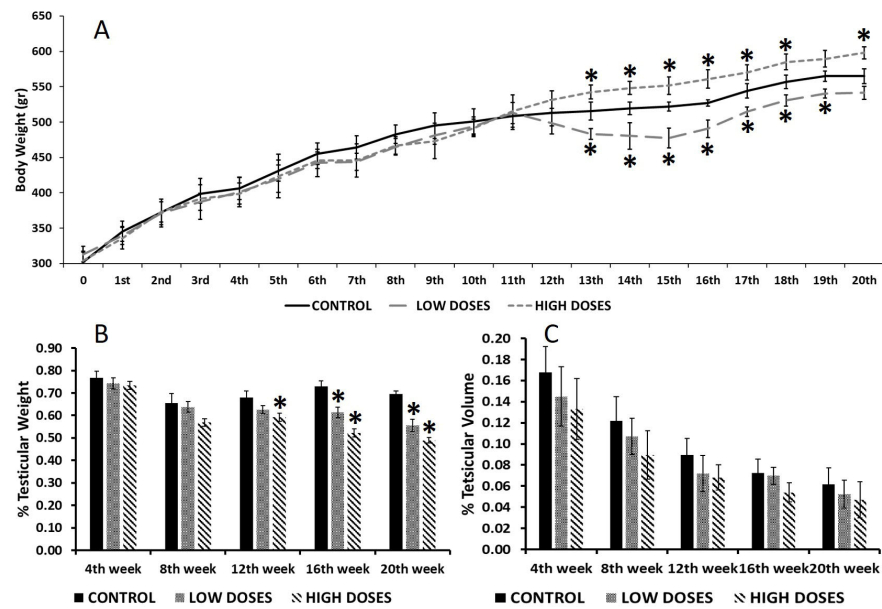 A
Body Weight (gr)
650
600
550
500
450
400
350
300
* * * * * * *
* * * * * * *
0 1st 2nd 3rd 4th 5th 6th 7th 8th 9th 10th 11th 12th 13th 14th 15th 16th 17th 18th 19th 20th
CONTROL LOW DOSES HIGH DOSES
B
% Testicular Weight
0.90
0.80
0.70
0.60
0.50
0.40
0.30
0.20
0.10
0.00
* * * * *
4th week 8th week 12th week 16th week 20th week
CONTROL LOW DOSES HIGH DOSES
C
% Tetsicular Volume
0.20
0.18
0.16
0.14
0.12
0.10
0.08
0.06
0.04
0.02
0.00
4th week 8th week 12th week 16th week 20th week
CONTROL LOW DOSES HIGH DOSES